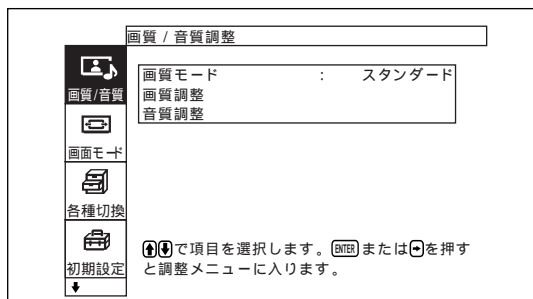 画質 / 音質調整
画質/音質
画面モード
各種切換
初期設定
画質モード : スタンダード
画質調整
音質調整
↑↓で項目を選択します。ENTERまたは→を押す
と調整メニューに入ります。